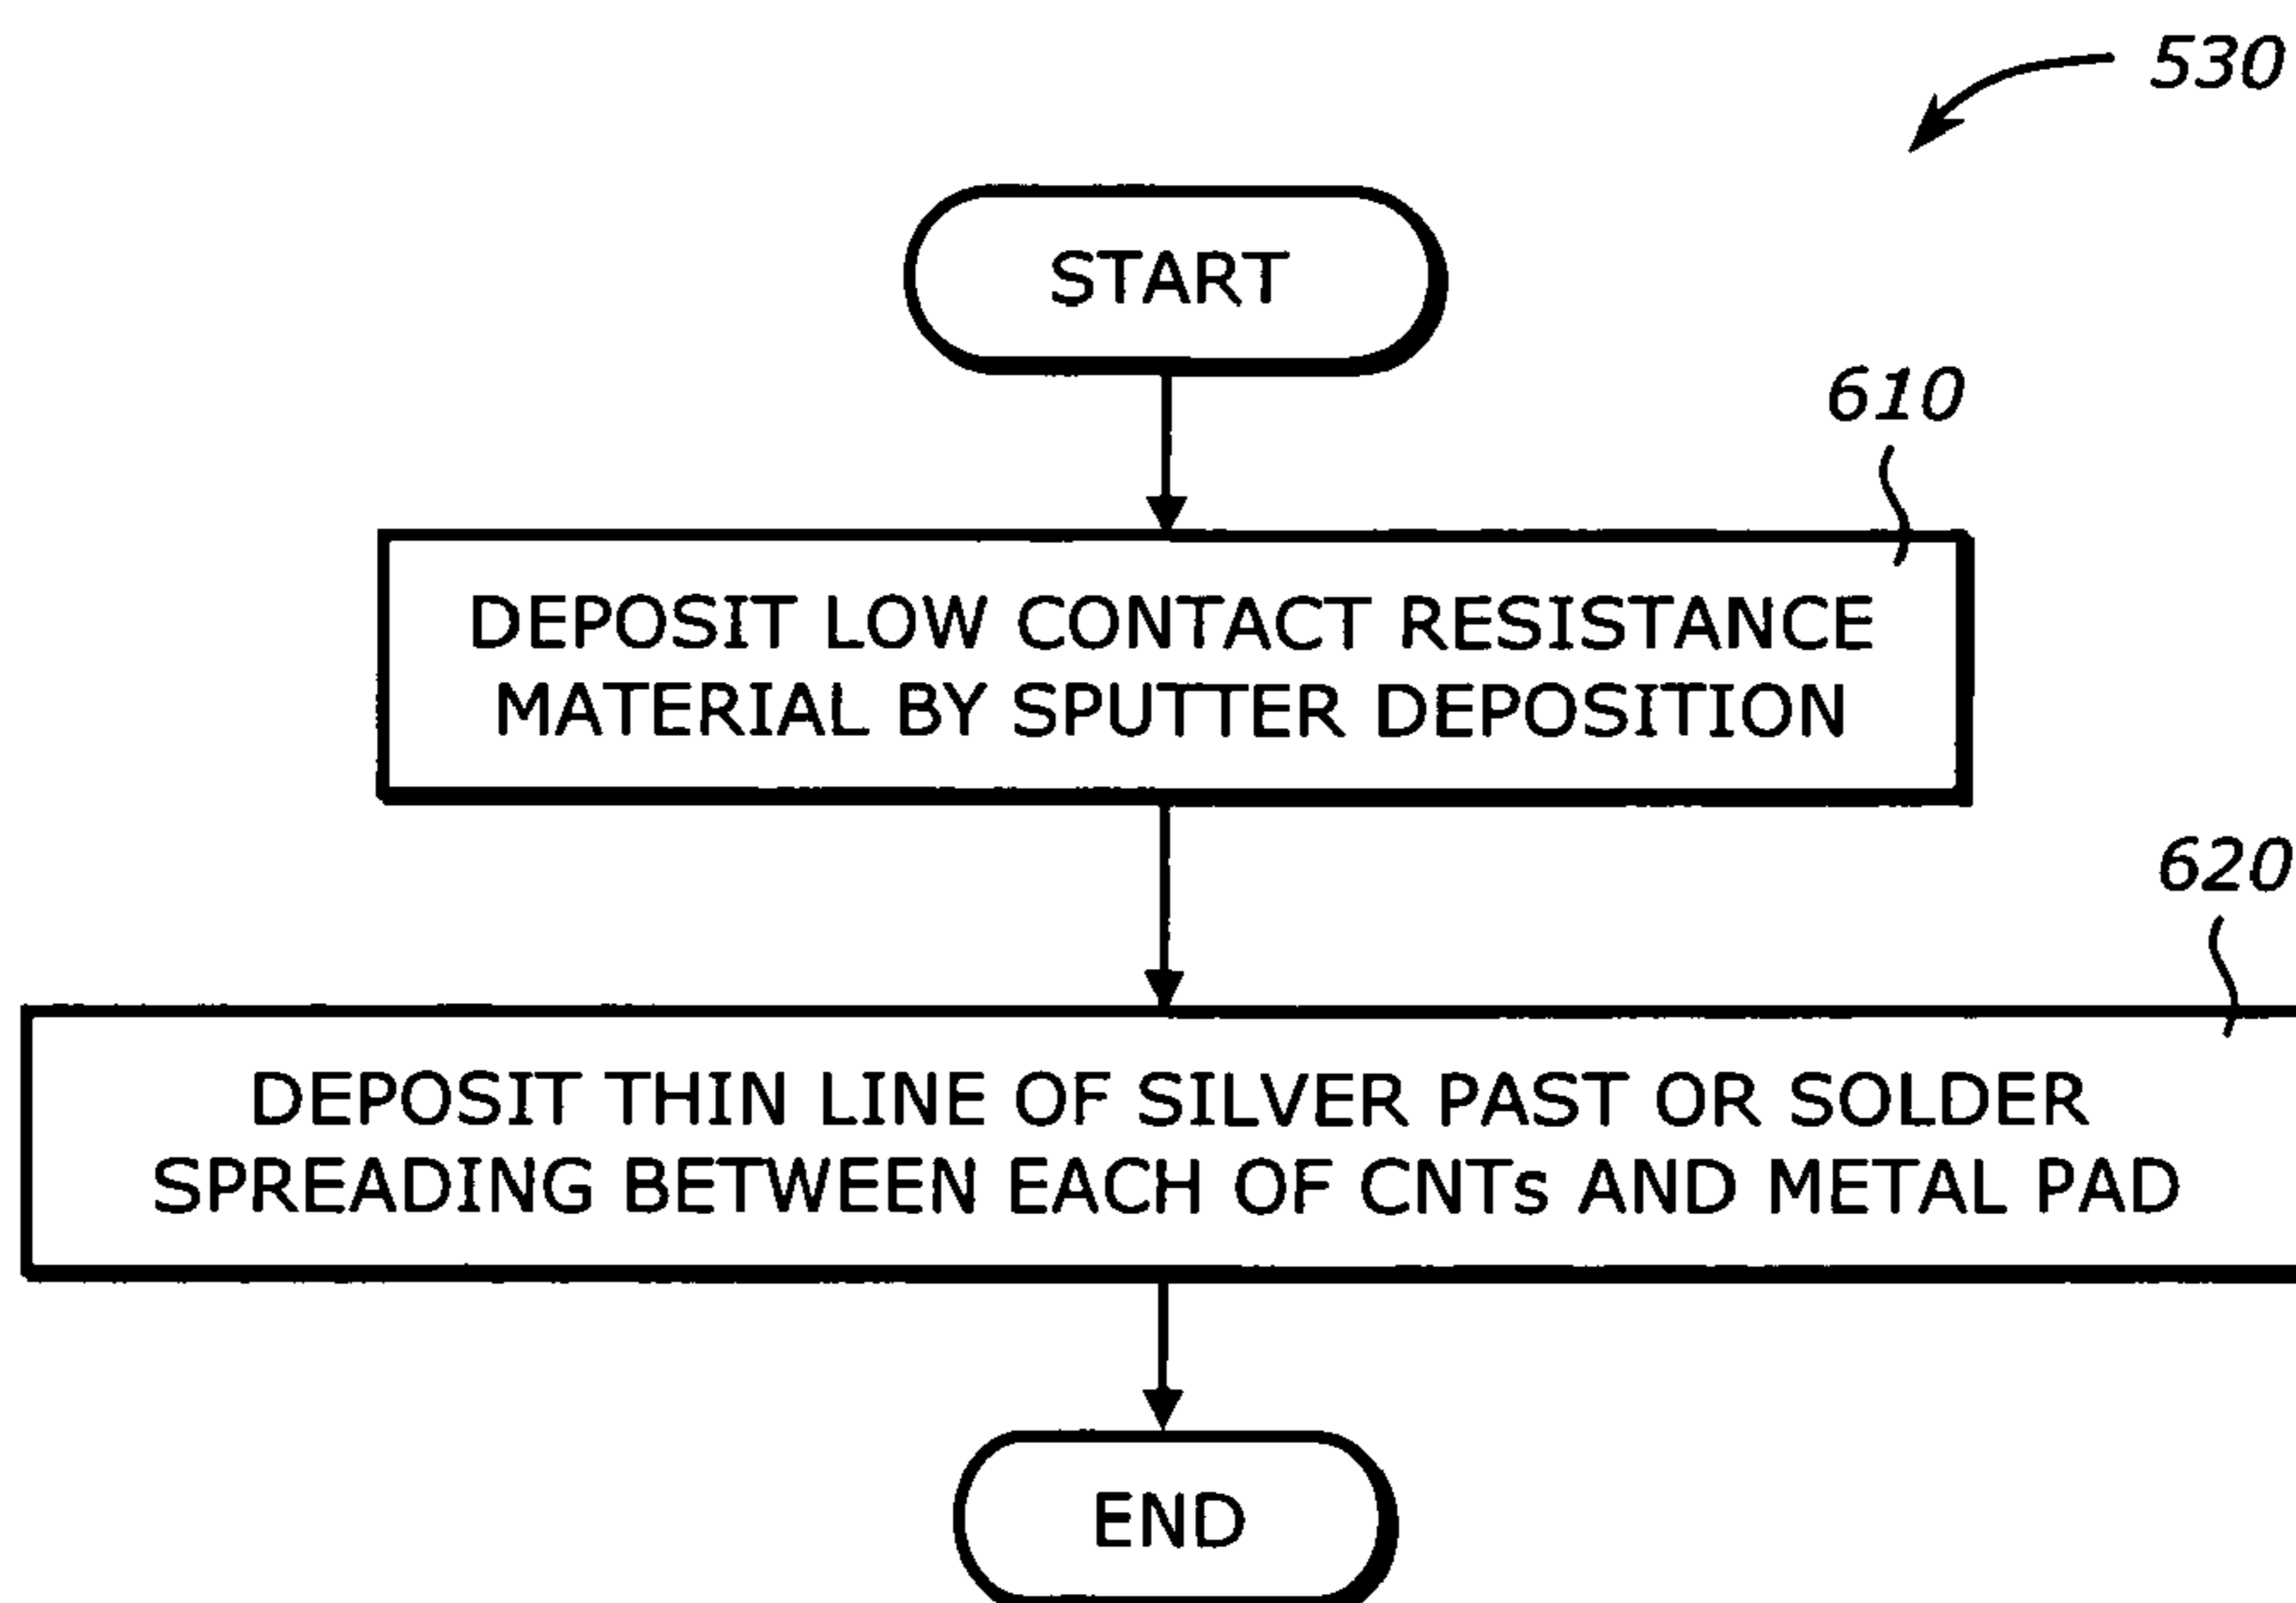 530
START
610
DEPOSIT LOW CONTACT RESISTANCE
MATERIAL BY SPUTTER DEPOSITION
620
DEPOSIT THIN LINE OF SILVER PAST OR SOLDER
SPREADING BETWEEN EACH OF CNTs AND METAL PAD
END